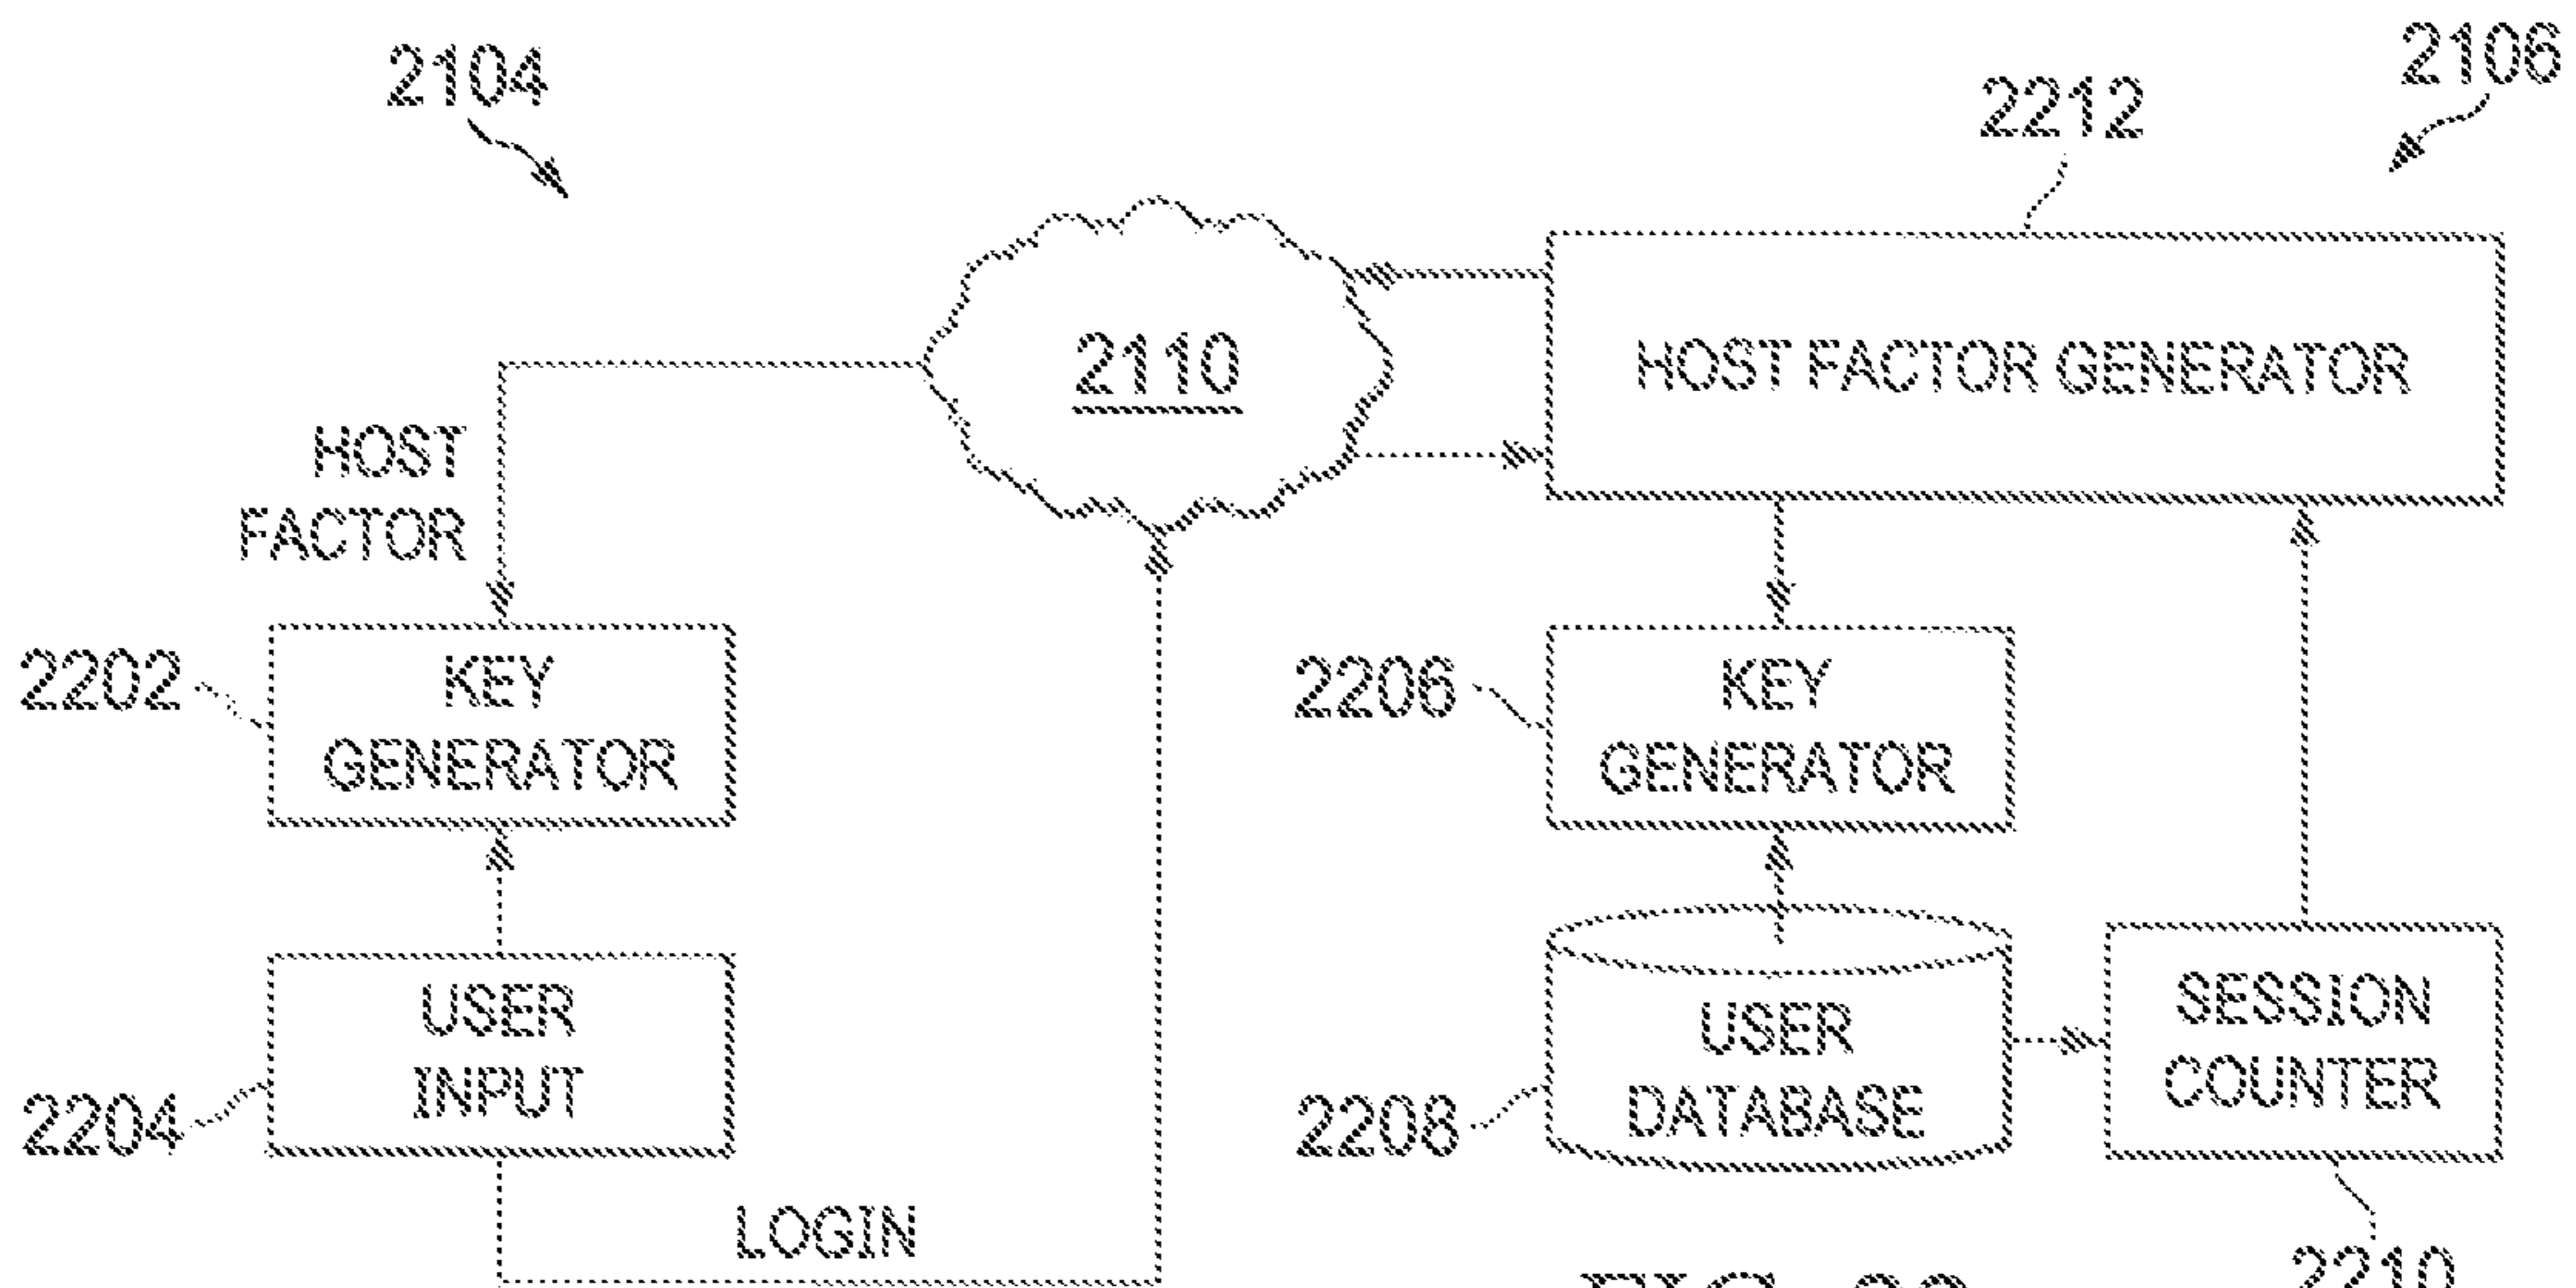 2104
2106
2212
2110
HOST FACTOR GENERATOR
HOST
FACTOR
2202
KEY
GENERATOR
2206
KEY
GENERATOR
2204
USER
INPUT
2208
USER
DATABASE
SESSION
COUNTER
LOGIN
2210